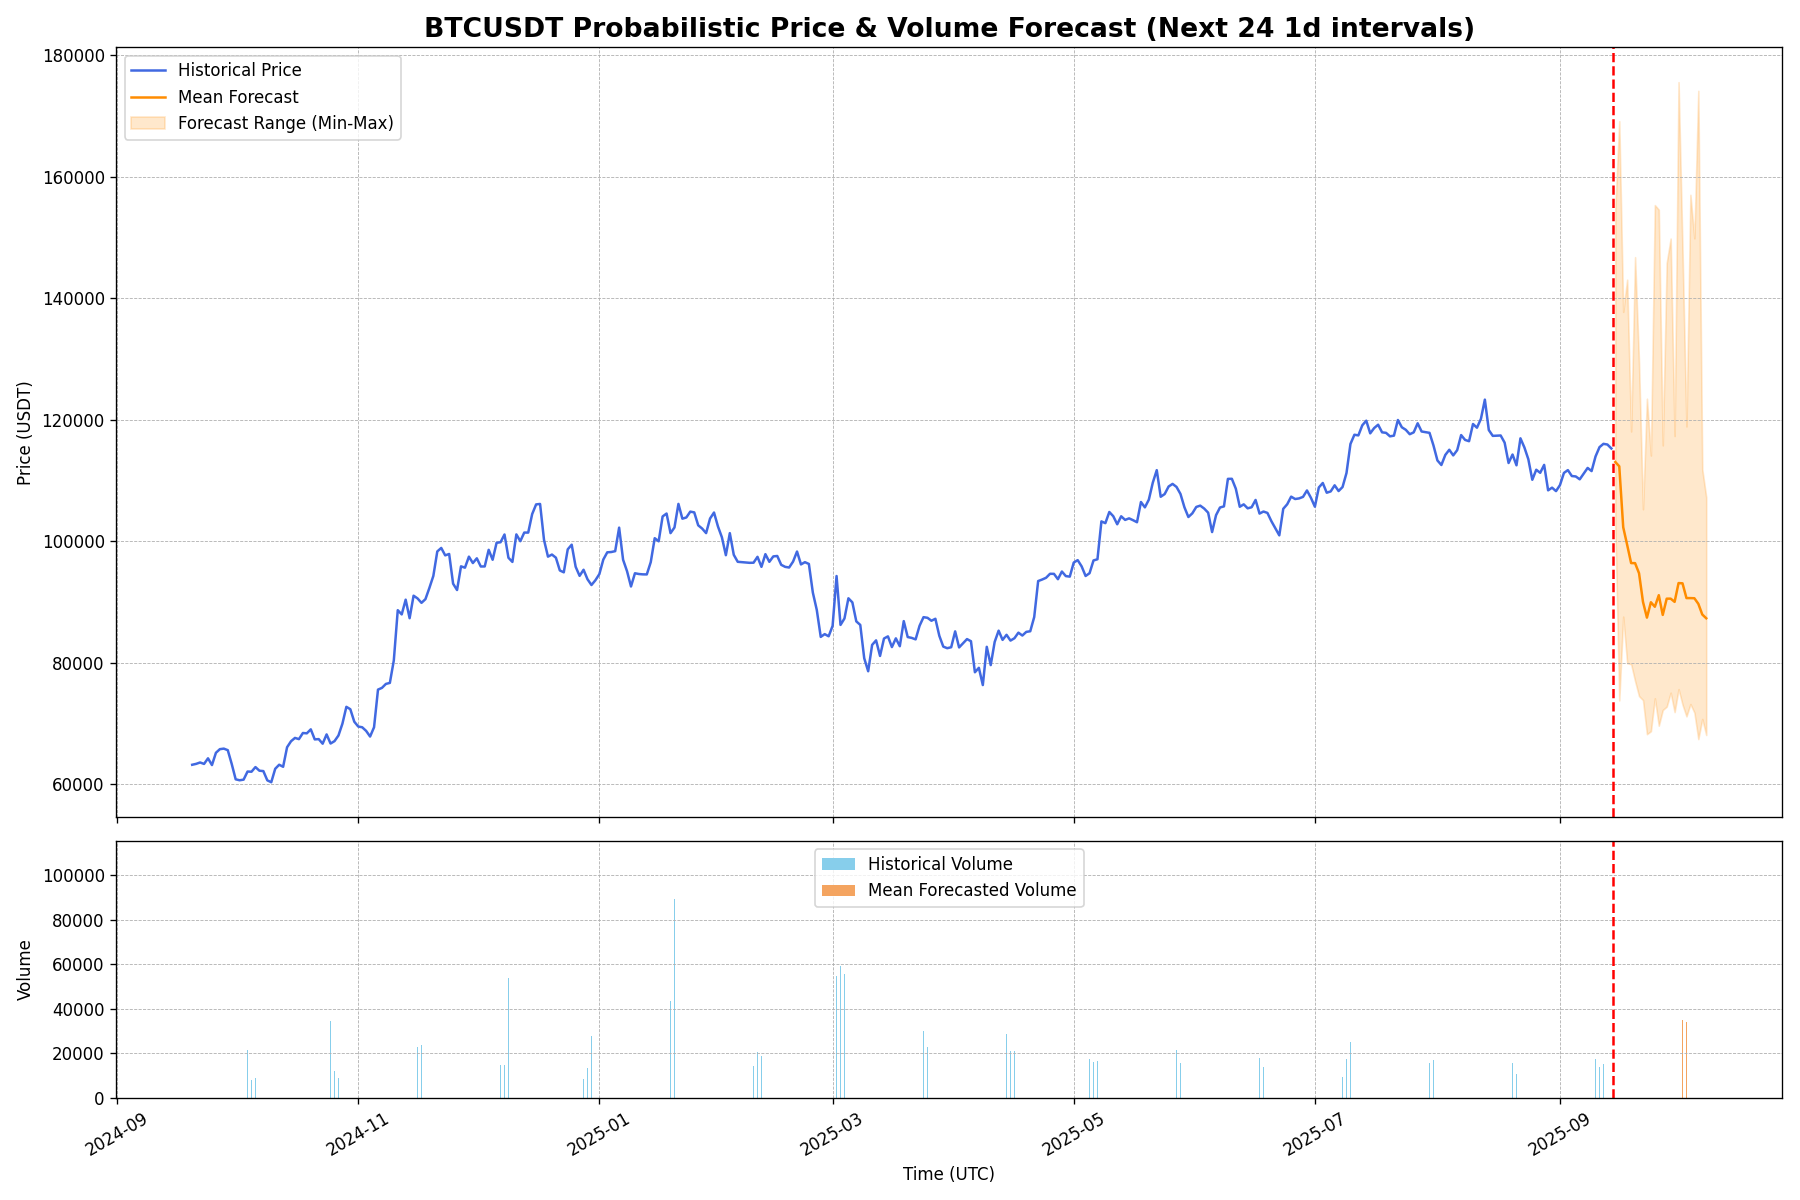 BTCUSDT Probabilistic Price & Volume Forecast (Next 24 1d intervals)
Historical Price
Mean Forecast
Forecast Range (Min-Max)
180000
160000
140000
120000
100000
80000
60000
Price (USDT)
Historical Volume
Mean Forecasted Volume
100000
80000
60000
40000
20000
0
Volume
2024-09
2024-11
2025-01
2025-03
2025-05
2025-07
2025-09
Time (UTC)